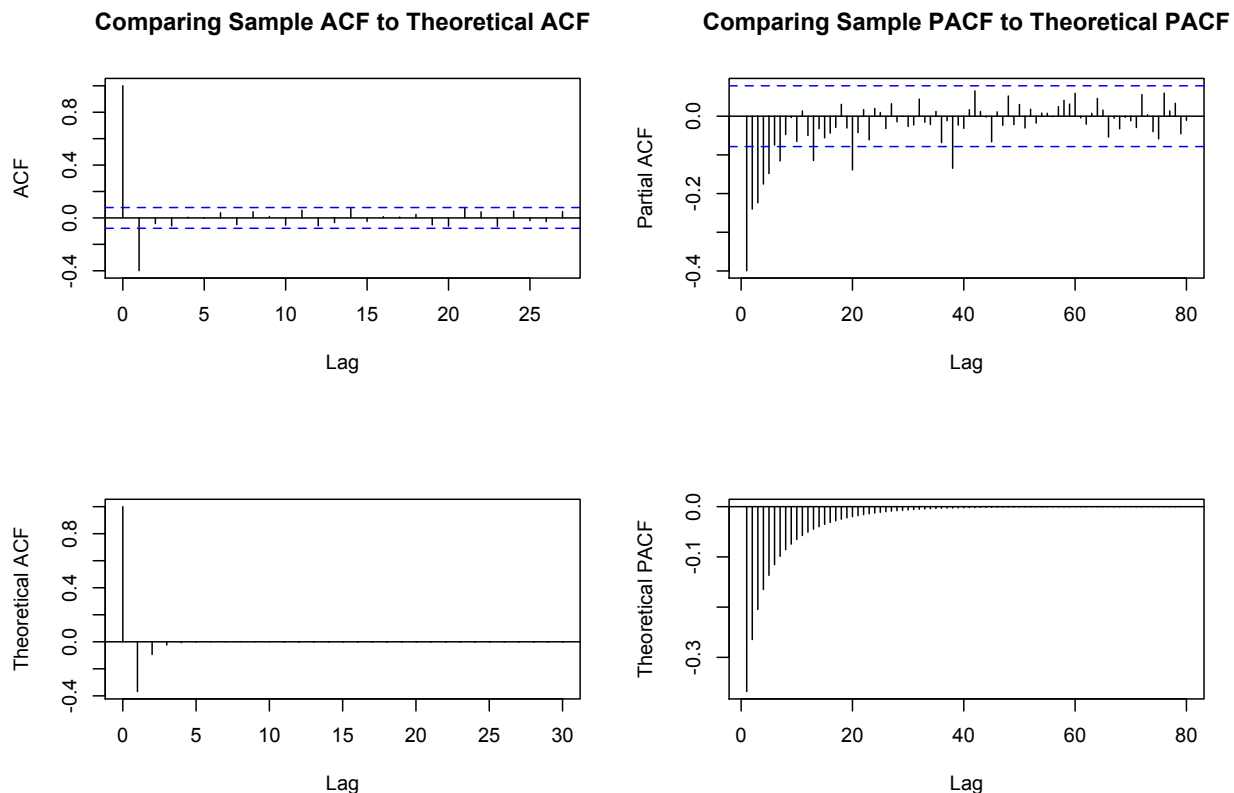 Comparing Sample ACF to Theoretical ACF
ACF
0.8
0.4
0.0
-0.4
0 5 10 15 20 25
Lag
Comparing Sample PACF to Theoretical PACF
Partial ACF
0.0
-0.2
-0.4
0 20 40 60 80
Lag
Theoretical ACF
0.8
0.4
0.0
-0.4
0 5 10 15 20 25 30
Lag
Theoretical PACF
0.0
-0.1
-0.3
0 20 40 60 80
Lag